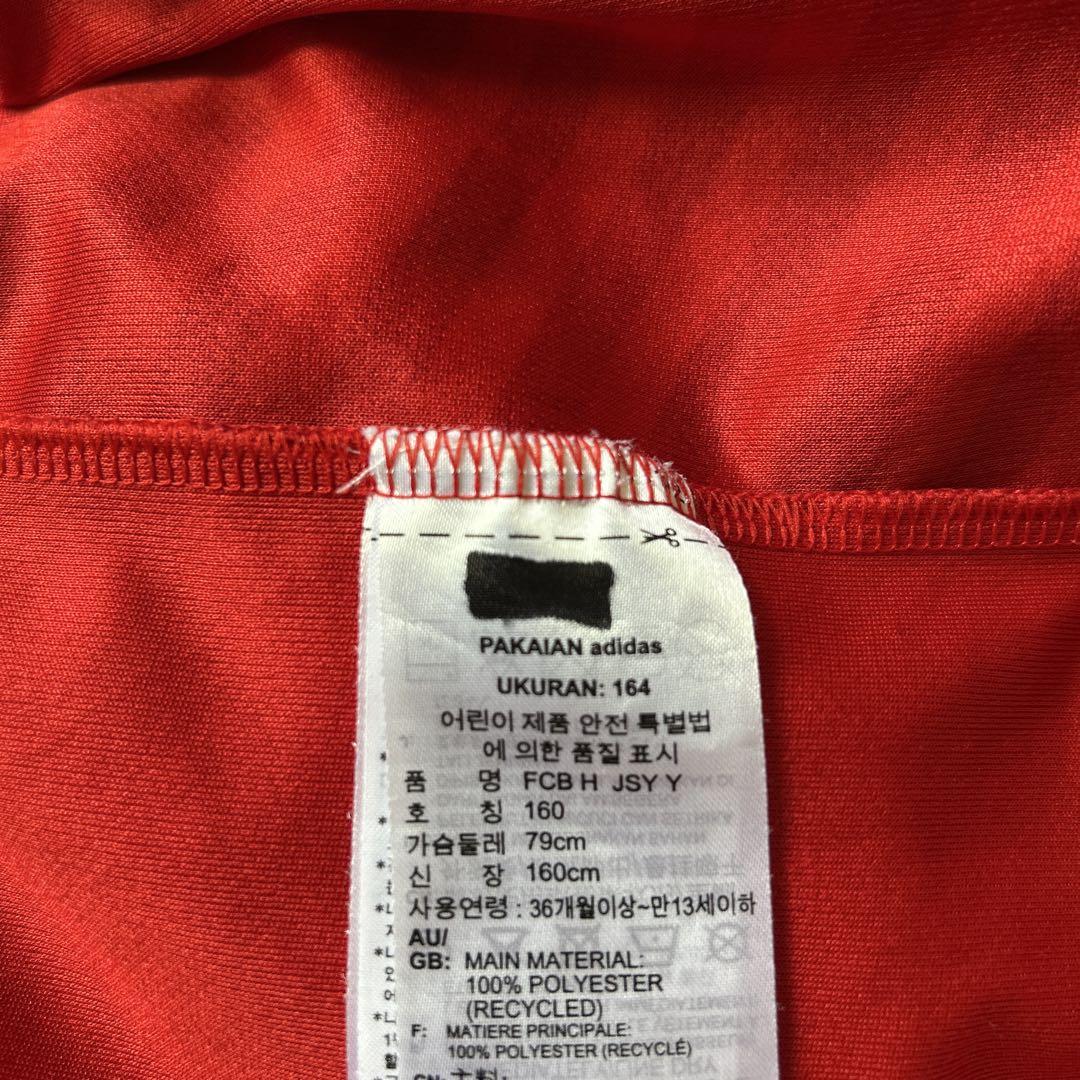 PAKAIAN adidas
UKURAN: 164
어린이 제품 안전 특별법
에 의한 품질 표시
품 명 FCB H JSY Y
호 칭 160
가슴둘레 79cm
신 장 160cm
사용연령 : 36개월이상~만13세이하
AU/
GB: MAIN MATERIAL:
100% POLYESTER
(RECYCLED)
F: MATIERE PRINCIPALE:
100% POLYESTER (RECYCLÉ)
CN: 主料: